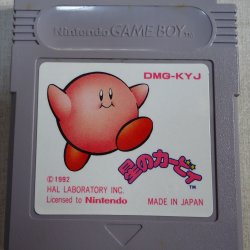 Nintendo GAME BOY TM
DMG-KYJ
星のカービィ TM
© 1992
HAL LABORATORY INC.
Licensed to Nintendo MADE IN JAPAN